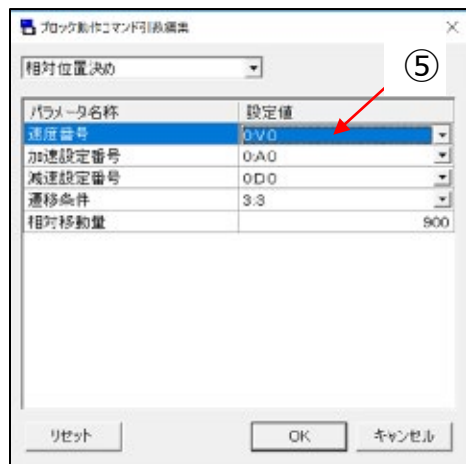 ブロック動作コマンド引数編集
相対位置決め
⑤
パラメータ名称 設定値
速度番号 0:V0
加速設定番号 0:A0
減速設定番号 0:D0
遷移条件 3:3
相対移動量 900
リセット OK キャンセル